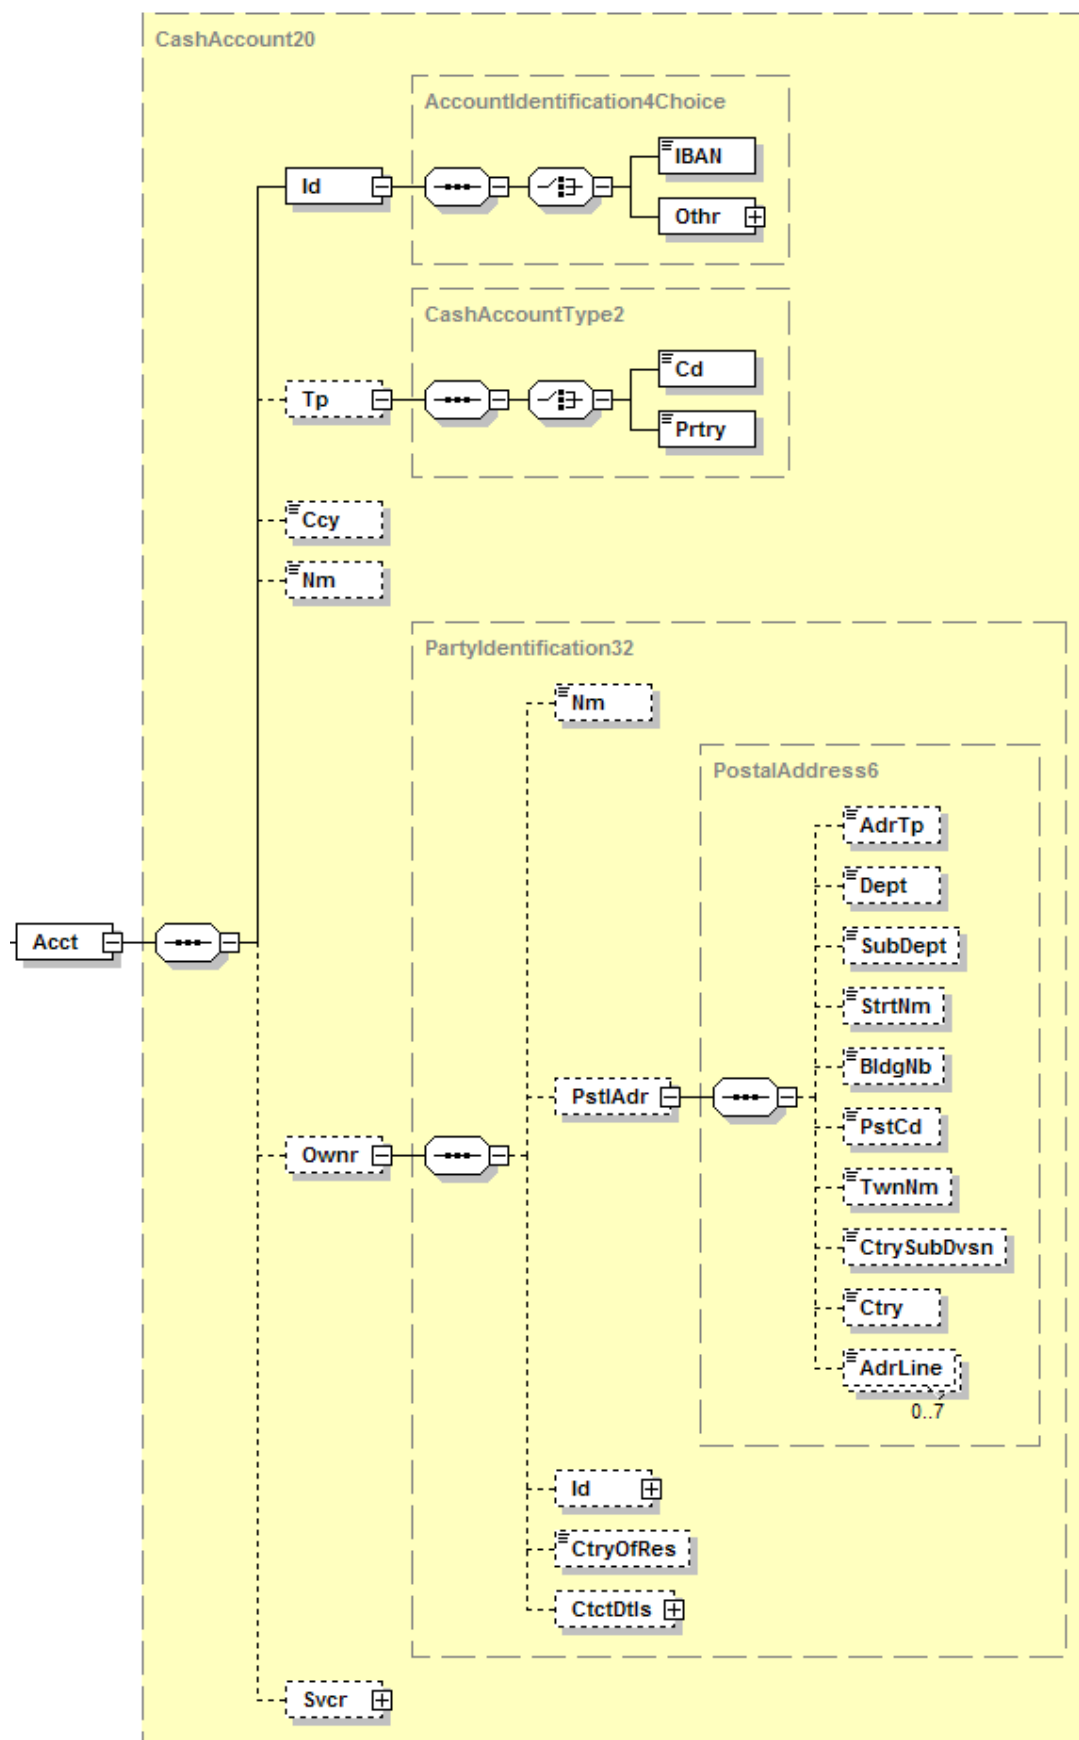 CashAccount20
AccountIdentification4Choice
IBAN
Id
Othr
CashAccountType2
Cd
Tp
Prtry
Ccy
Nm
PartyIdentification32
Nm
PostalAddress6
AdrTp
Dept
Acct
SubDept
StrtNm
BldgNb
PstlAdr
PstCd
Ownr
TwnNm
CtrySubDvsn
Ctry
AdrLine
0..7
Id
CtryOfRes
CtctDtls
Svcr